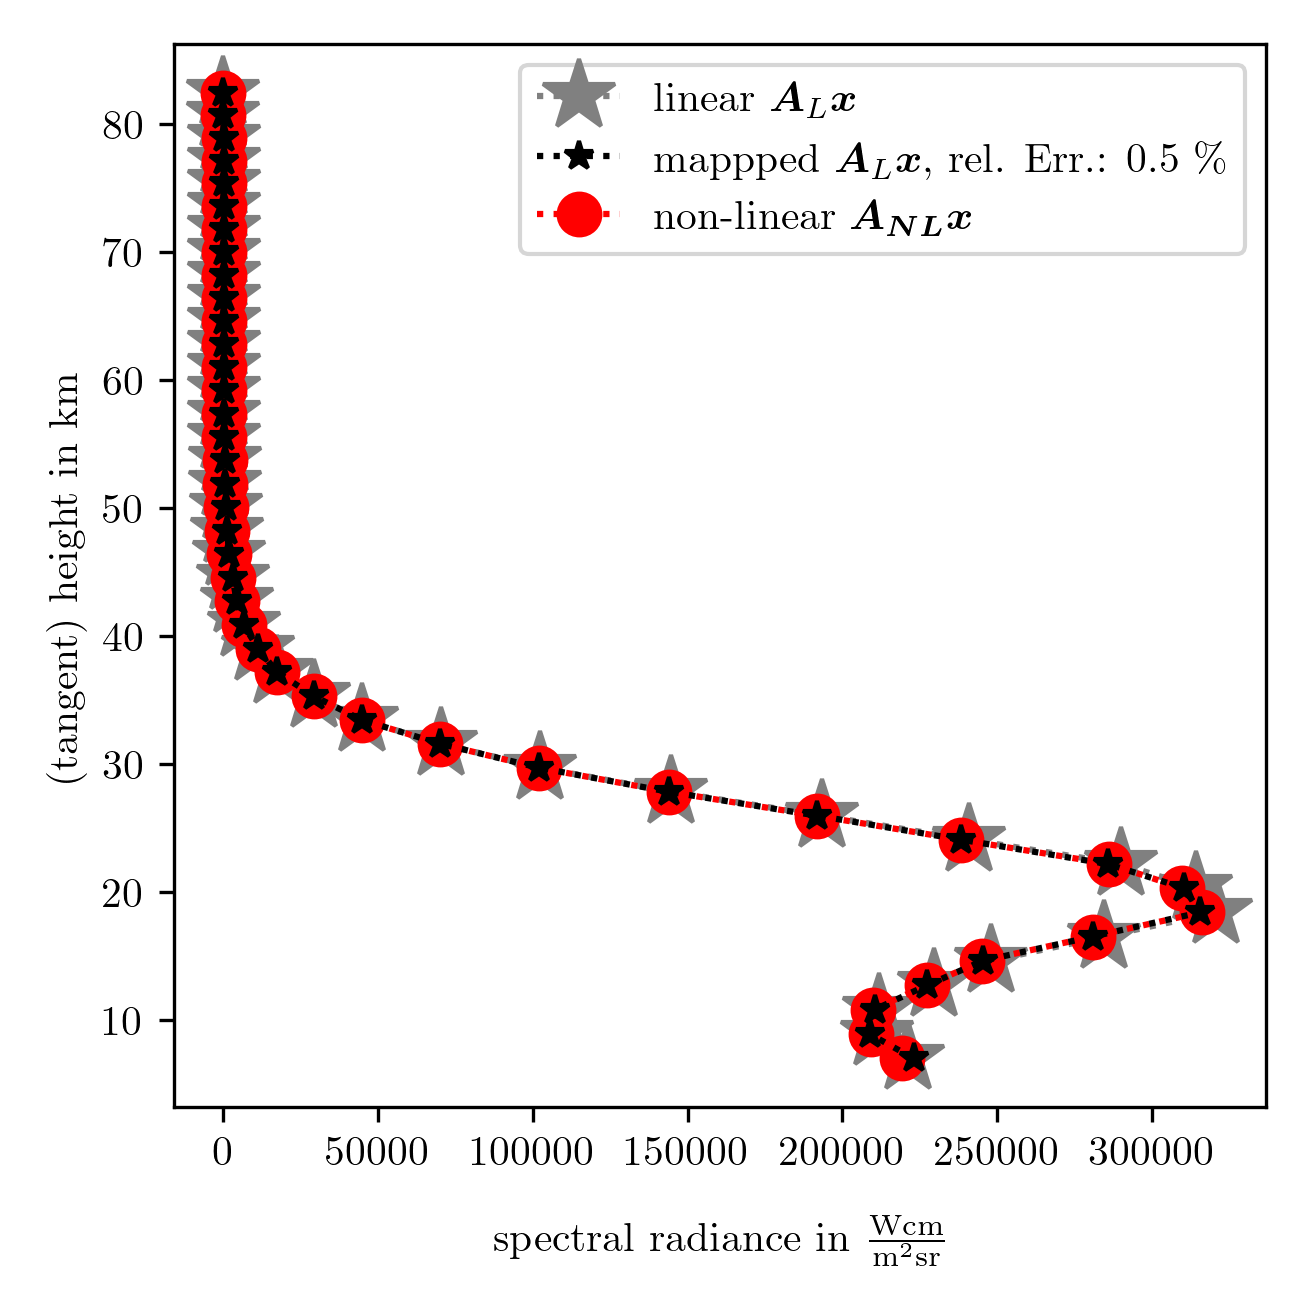 linear A_L x
mappped A_L x, rel. Err.: 0.5 %
non-linear A_NL x
80
70
60
50
40
30
20
10
(tangent) height in km
0 50000 100000 150000 200000 250000 300000
spectral radiance in Wcm/m²sr